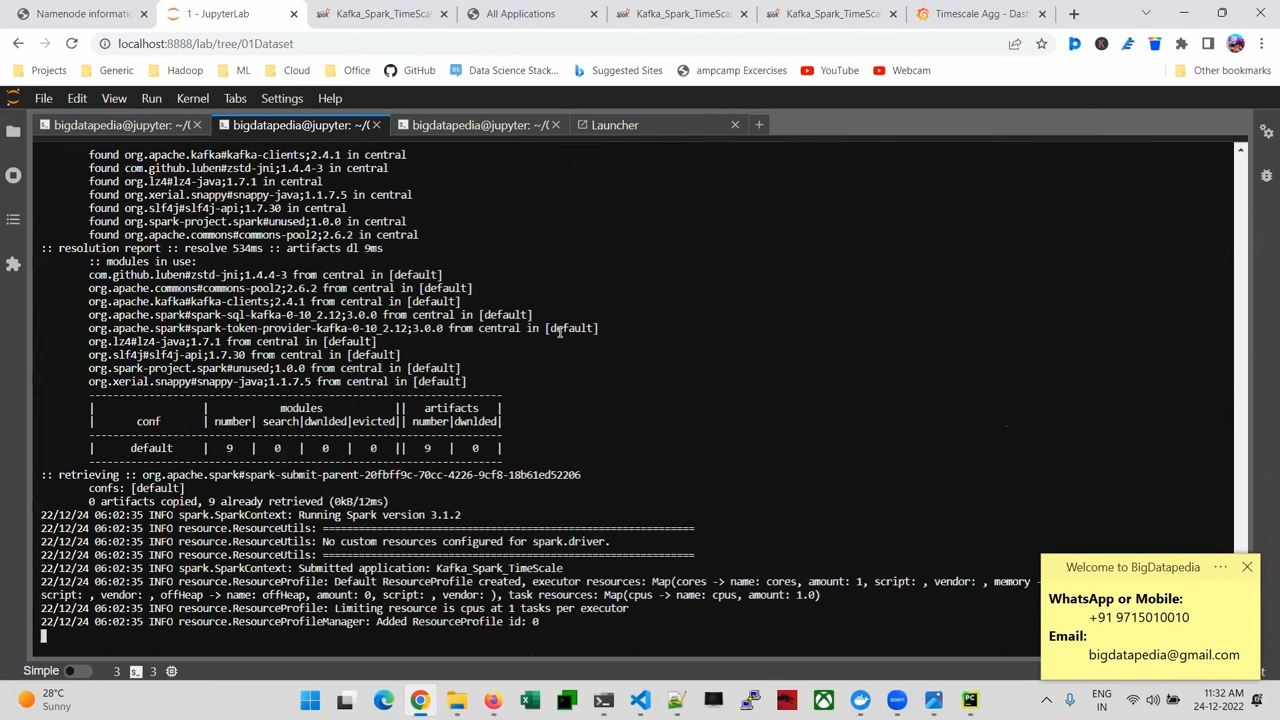 Namenode informatic
1 - JupyterLab
Kafka_Spark_TimeScale
All Applications
Kafka_Spark_TimeScale
Kafka_Spark_TimeScale
Timescale Agg - Dash
localhost:8888/lab/tree/01Dataset
Projects
Generic
Hadoop
ML
Cloud
Office
GitHub
Data Science Stack...
Suggested Sites
ampcamp Excercises
YouTube
Webcam
Other bookmarks
File Edit View Run Kernel Tabs Settings Help
bigdatapedia@jupyter: ~/(
bigdatapedia@jupyter: ~/(
bigdatapedia@jupyter: ~/(
Launcher
found org.apache.kafka#kafka-clients;2.4.1 in central
found com.github.luben#zstd-jni;1.4.4-3 in central
found org.lz4#lz4-java;1.7.1 in central
found org.xerial.snappy#snappy-java;1.1.7.5 in central
found org.slf4j#slf4j-api;1.7.30 in central
found org.spark-project.spark#unused;1.0.0 in central
found org.apache.commons#commons-pool2;2.6.2 in central
:: resolution report :: resolve 534ms :: artifacts dl 9ms
:: modules in use:
com.github.luben#zstd-jni;1.4.4-3 from central in [default]
org.apache.commons#commons-pool2;2.6.2 from central in [default]
org.apache.kafka#kafka-clients;2.4.1 from central in [default]
org.apache.spark#spark-sql-kafka-0-10_2.12;3.0.0 from central in [default]
org.apache.spark#spark-token-provider-kafka-0-10_2.12;3.0.0 from central in [default]
org.lz4#lz4-java;1.7.1 from central in [default]
org.slf4j#slf4j-api;1.7.30 from central in [default]
org.spark-project.spark#unused;1.0.0 from central in [default]
org.xerial.snappy#snappy-java;1.1.7.5 from central in [default]
---------------------------------------------------------------------
| | modules || artifacts |
| conf | number| search|dwnlded|evicted|| number|dwnlded|
---------------------------------------------------------------------
| default | 9 | 0 | 0 | 0 || 9 | 0 |
---------------------------------------------------------------------
:: retrieving :: org.apache.spark#spark-submit-parent-20fbff9c-70cc-4226-9cf8-18b61ed52206
confs: [default]
0 artifacts copied, 9 already retrieved (0kB/12ms)
22/12/24 06:02:35 INFO spark.SparkContext: Running Spark version 3.1.2
22/12/24 06:02:35 INFO resource.ResourceUtils: ==============================================================
22/12/24 06:02:35 INFO resource.ResourceUtils: No custom resources configured for spark.driver.
22/12/24 06:02:35 INFO resource.ResourceUtils: ==============================================================
22/12/24 06:02:35 INFO spark.SparkContext: Submitted application: Kafka_Spark_TimeScale
22/12/24 06:02:35 INFO resource.ResourceProfile: Default ResourceProfile created, executor resources: Map(cores -> name: cores, amount: 1, script: , vendor: , memory -
script: , vendor: , offHeap -> name: offHeap, amount: 0, script: , vendor: ), task resources: Map(cpus -> name: cpus, amount: 1.0)
22/12/24 06:02:35 INFO resource.ResourceProfile: Limiting resource is cpus at 1 tasks per executor
22/12/24 06:02:35 INFO resource.ResourceProfileManager: Added ResourceProfile id: 0
Welcome to BigDatapedia
WhatsApp or Mobile:
+91 9715010010
Email:
bigdatapedia@gmail.com
Simple 3 3
28°C
Sunny
ENG
IN
11:32 AM
24-12-2022